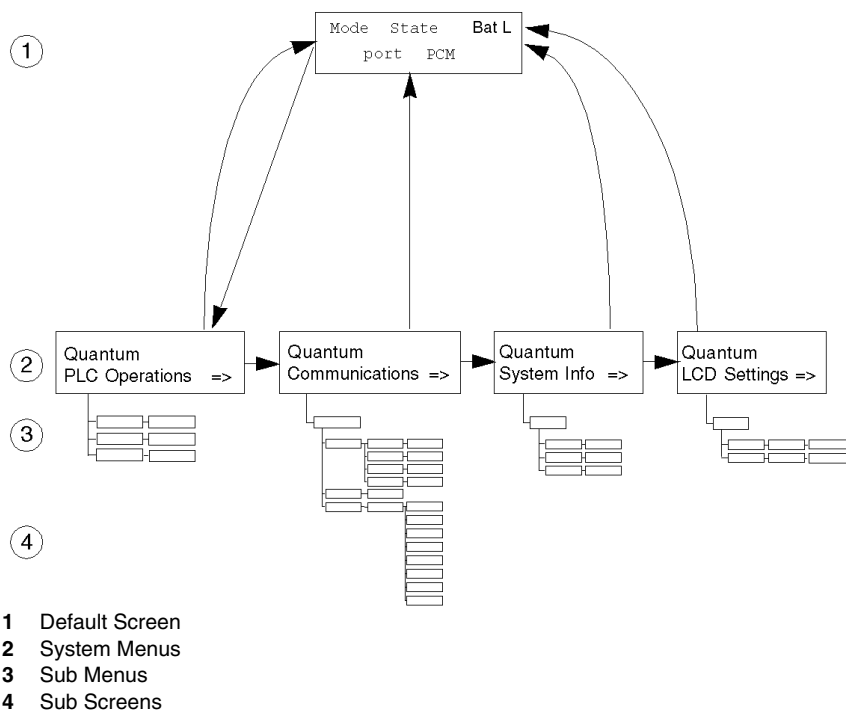 Mode State Bat L
port PCM
1
Quantum
PLC Operations =>
Quantum
Communications =>
Quantum
System Info =>
Quantum
LCD Settings =>
2
3
4
1 Default Screen
2 System Menus
3 Sub Menus
4 Sub Screens